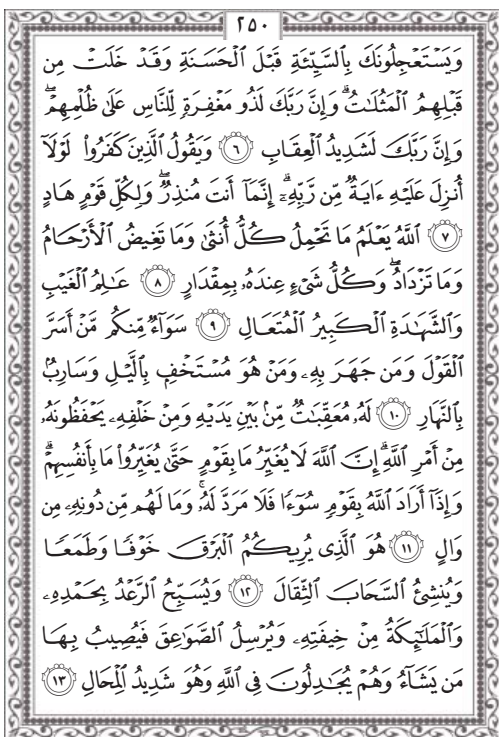 ٢٥٠
وَيَسْتَعْجِلُونَكَ بِٱلسَّيِّئَةِ قَبْلَ ٱلْحَسَنَةِ وَقَدْ خَلَتْ مِن
قَبْلِهِمُ ٱلْمَثُلَٰتُ ۗ وَإِنَّ رَبَّكَ لَذُو مَغْفِرَةٍ لِّلنَّاسِ عَلَىٰ ظُلْمِهِمْ ۖ
وَإِنَّ رَبَّكَ لَشَدِيدُ ٱلْعِقَابِ ٦ وَيَقُولُ ٱلَّذِينَ كَفَرُوا۟ لَوْلَآ
أُنزِلَ عَلَيْهِ ءَايَةٌ مِّن رَّبِّهِۦٓ ۗ إِنَّمَآ أَنتَ مُنذِرٌ ۖ وَلِكُلِّ قَوْمٍ هَادٍ
٧ ٱللَّهُ يَعْلَمُ مَا تَحْمِلُ كُلُّ أُنثَىٰ وَمَا تَغِيضُ ٱلْأَرْحَامُ
وَمَا تَزْدَادُ ۖ وَكُلُّ شَىْءٍ عِندَهُۥ بِمِقْدَارٍ ٨ عَٰلِمُ ٱلْغَيْبِ
وَٱلشَّهَٰدَةِ ٱلْكَبِيرُ ٱلْمُتَعَالِ ٩ سَوَآءٌ مِّنكُم مَّنْ أَسَرَّ
ٱلْقَوْلَ وَمَن جَهَرَ بِهِۦ وَمَنْ هُوَ مُسْتَخْفٍۭ بِٱلَّيْلِ وَسَارِبٌۢ
بِٱلنَّهَارِ ١٠ لَهُۥ مُعَقِّبَٰتٌ مِّنۢ بَيْنِ يَدَيْهِ وَمِنْ خَلْفِهِۦ يَحْفَظُونَهُۥ
مِنْ أَمْرِ ٱللَّهِ ۗ إِنَّ ٱللَّهَ لَا يُغَيِّرُ مَا بِقَوْمٍ حَتَّىٰ يُغَيِّرُوا۟ مَا بِأَنفُسِهِمْ ۗ
وَإِذَآ أَرَادَ ٱللَّهُ بِقَوْمٍ سُوٓءًا فَلَا مَرَدَّ لَهُۥ ۚ وَمَا لَهُم مِّن دُونِهِۦ مِن
وَالٍ ١١ هُوَ ٱلَّذِى يُرِيكُمُ ٱلْبَرْقَ خَوْفًا وَطَمَعًا
وَيُنشِئُ ٱلسَّحَابَ ٱلثِّقَالَ ١٢ وَيُسَبِّحُ ٱلرَّعْدُ بِحَمْدِهِۦ
وَٱلْمَلَٰٓئِكَةُ مِنْ خِيفَتِهِۦ وَيُرْسِلُ ٱلصَّوَٰعِقَ فَيُصِيبُ بِهَا
مَن يَشَآءُ وَهُمْ يُجَٰدِلُونَ فِى ٱللَّهِ وَهُوَ شَدِيدُ ٱلْمِحَالِ ١٣